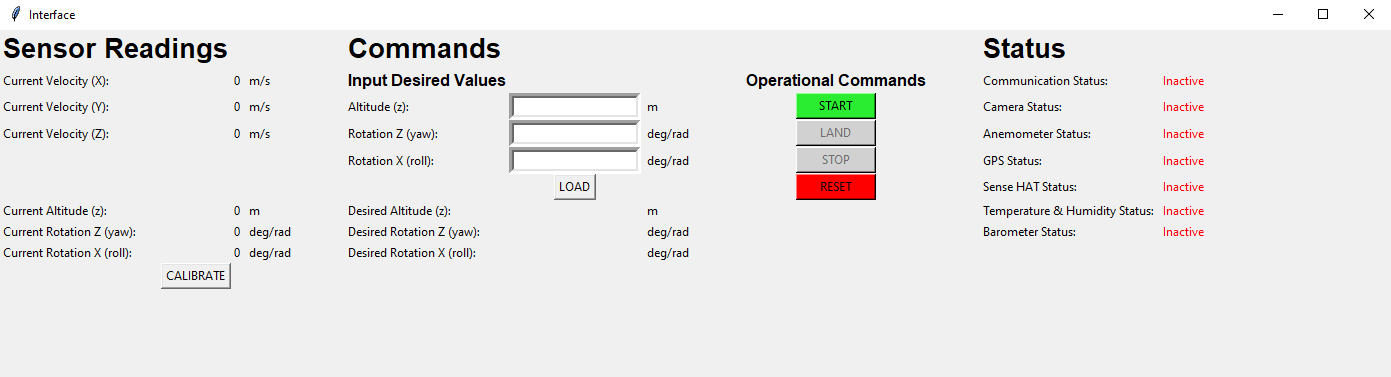 Interface
Sensor Readings Commands Status
Current Velocity (X): 0 m/s Input Desired Values Operational Commands Communication Status: Inactive
Current Velocity (Y): 0 m/s Altitude (z): m START Camera Status: Inactive
Current Velocity (Z): 0 m/s Rotation Z (yaw): deg/rad LAND Anemometer Status: Inactive
Rotation X (roll): deg/rad STOP GPS Status: Inactive
LOAD RESET Sense HAT Status: Inactive
Current Altitude (z): 0 m Desired Altitude (z): m Temperature & Humidity Status: Inactive
Current Rotation Z (yaw): 0 deg/rad Desired Rotation Z (yaw): deg/rad Barometer Status: Inactive
Current Rotation X (roll): 0 deg/rad Desired Rotation X (roll): deg/rad
CALIBRATE